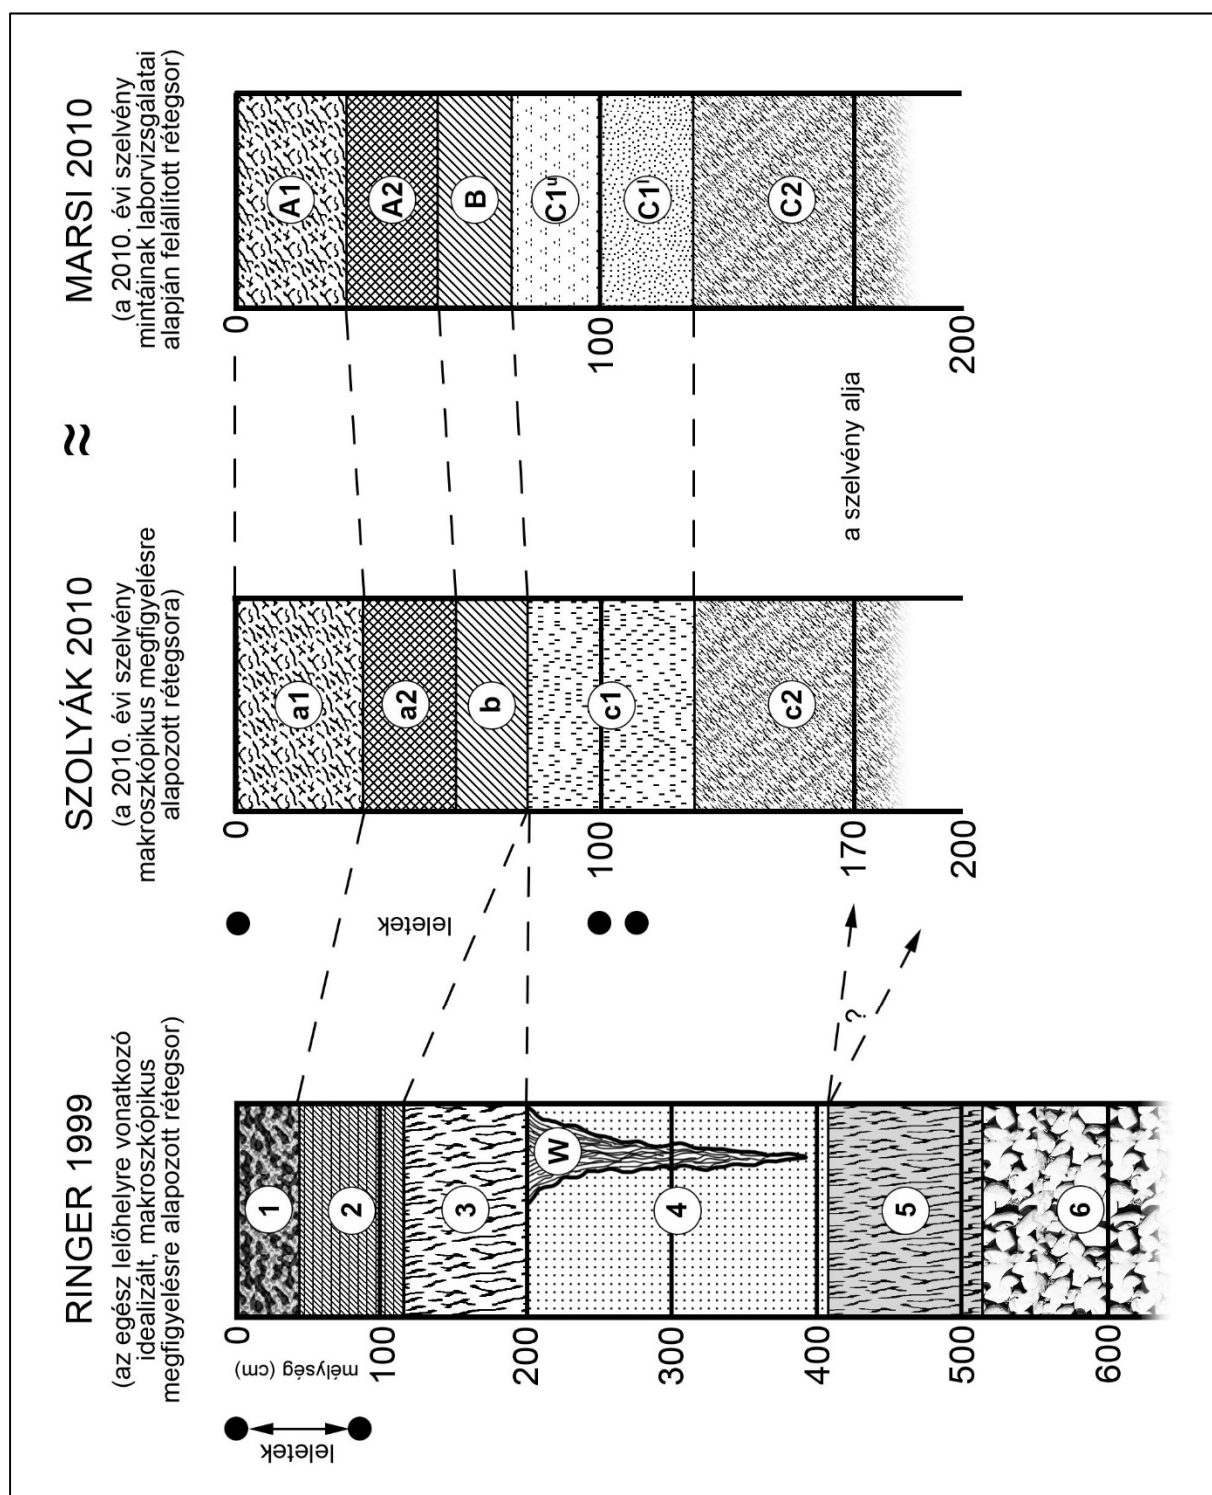 RINGER 1999
(az egész lelőhelyre vonatkozó
idealizált, makroszkópikus
megfigyelésre alapozott rétegsor)
SZOLYÁK 2010
(a 2010. évi szelvény
makroszkópikus megfigyelésre
alapozott rétegsora)
≈
MARSI 2010
(a 2010. évi szelvény
mintáinak laborvizsgálatai
alapján felállított rétegsor)
leletek
mélység (cm)
0
100
200
300
400
500
600
1
2
3
W
4
5
6
?
leletek
0
100
170
200
a1
a2
b
c1
c2
a szelvény alja
0
100
200
A1
A2
B
C1u
C1l
C2